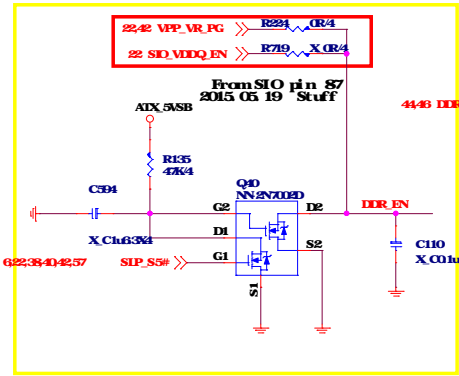 22,42 VPP_VR_PG R224 0R/4
22 SIO_VDDQ_EN R719 X_0R/4
From SIO pin 87
2015.05.19 Stuff
44,46 DDR
ATX_5VSB
R135
47K/4
C594
Q40
NN-2N7002D
G2 D2 DDR_EN
D1
X_C1u6.3X4 S2 C110
6,22,38,40,42,57 SLP_S5# G1 X_C0.1u
S1